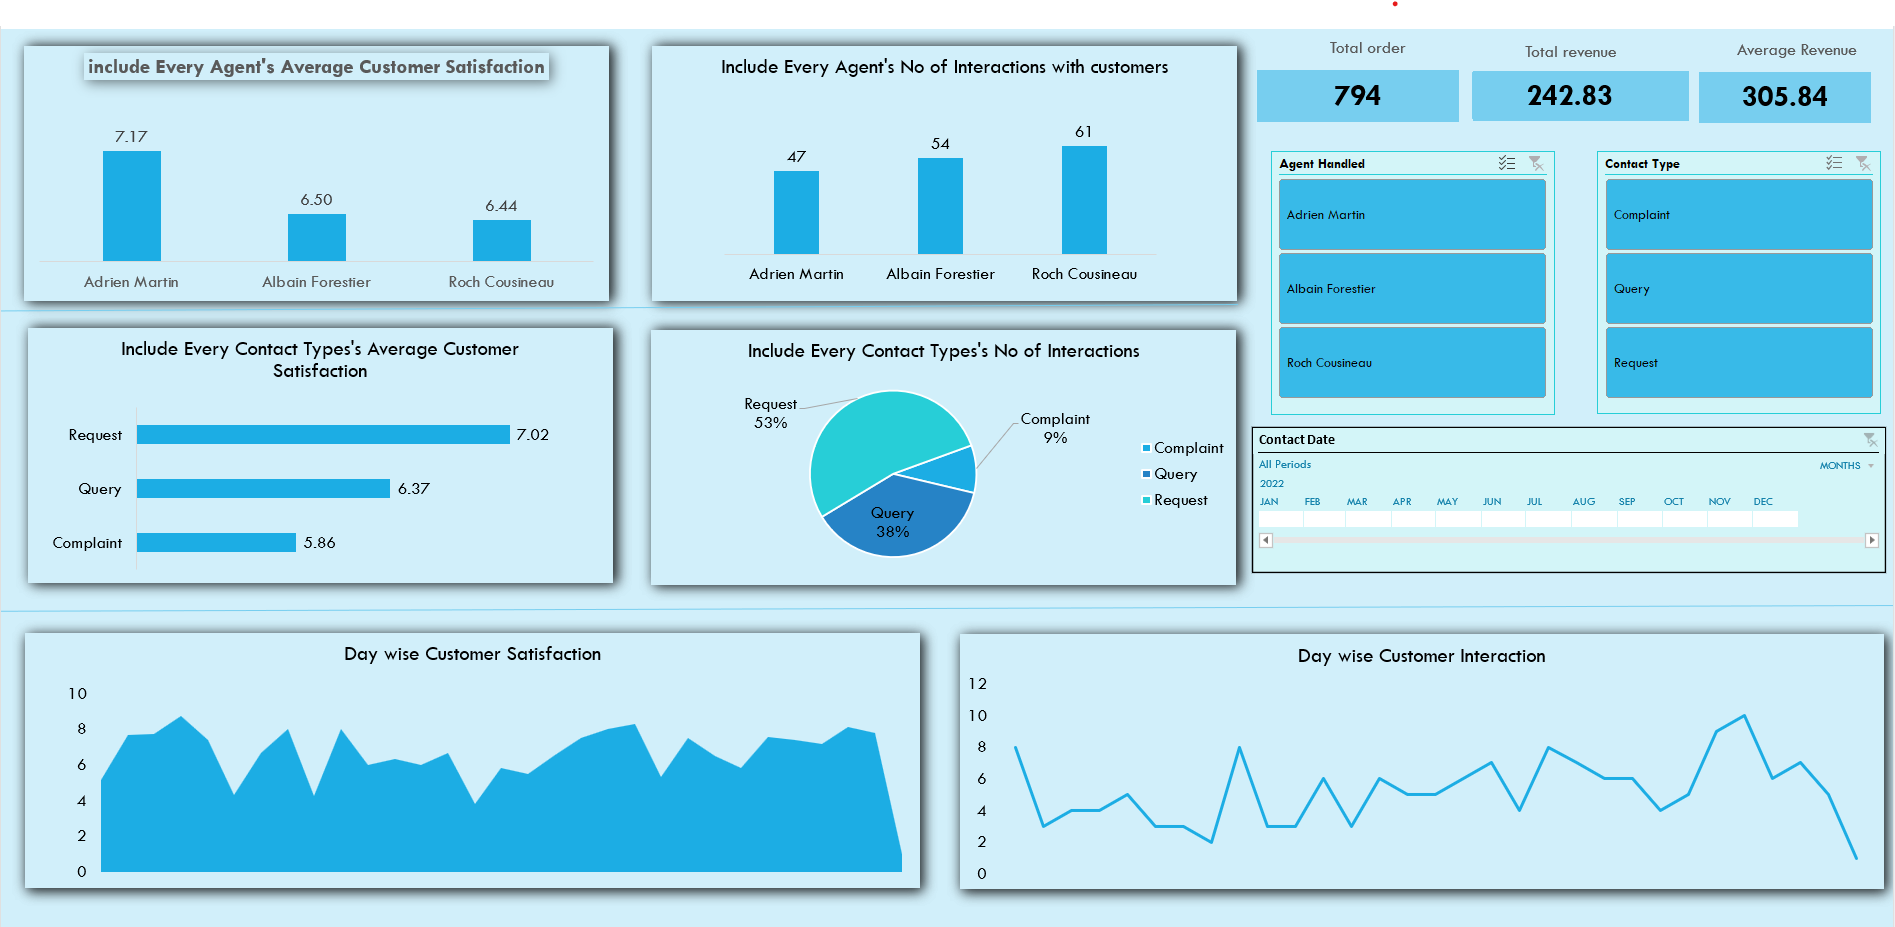 include Every Agent's Average Customer Satisfaction
7.17
6.50
6.44
Adrien Martin
Albain Forestier
Roch Cousineau
Include Every Agent's No of Interactions with customers
47
54
61
Adrien Martin
Albain Forestier
Roch Cousineau
Total order
794
Total revenue
242.83
Average Revenue
305.84
Agent Handled
Adrien Martin
Albain Forestier
Roch Cousineau
Contact Type
Complaint
Query
Request
Include Every Contact Types's Average Customer
Satisfaction
Request
7.02
Query
6.37
Complaint
5.86
Include Every Contact Types's No of Interactions
Request
53%
Complaint
9%
Query
38%
Complaint
Query
Request
Contact Date
All Periods
MONTHS
2022
JAN FEB MAR APR MAY JUN JUL AUG SEP OCT NOV DEC
Day wise Customer Satisfaction
10
8
6
4
2
0
Day wise Customer Interaction
12
10
8
6
4
2
0